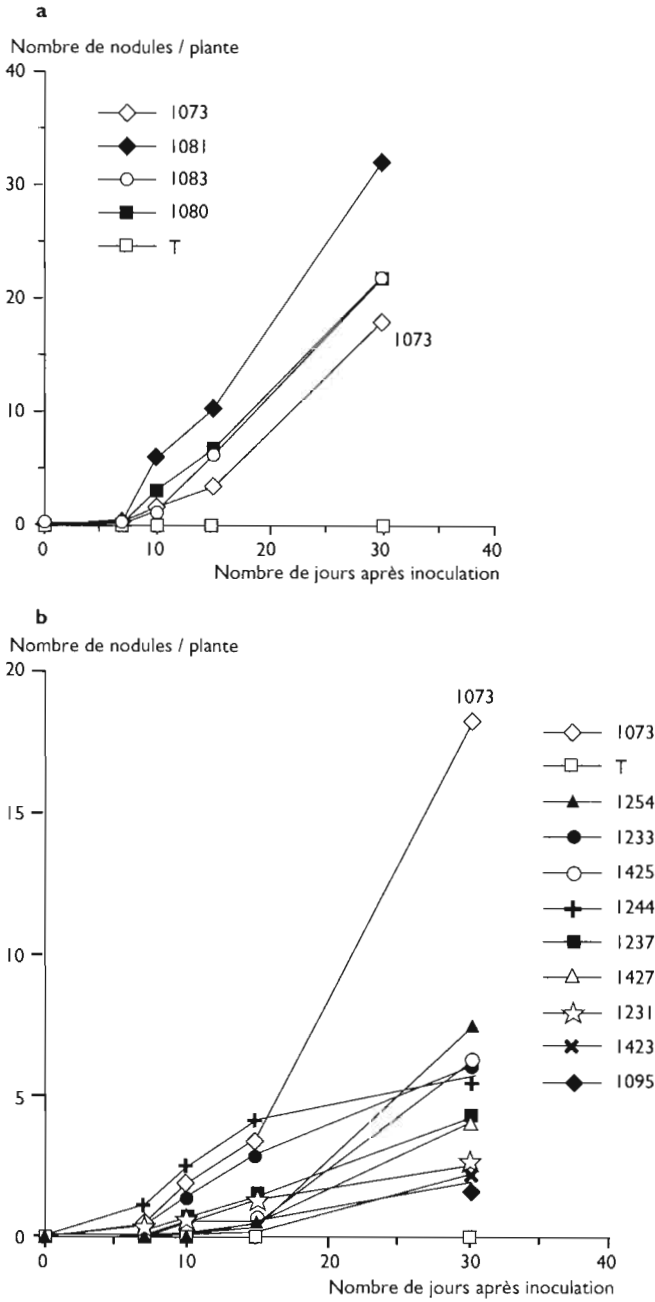 a
Nombre de nodules / plante
40
30
20
10
0
1073
1081
1083
1080
T
1073
0 10 20 30 40
Nombre de jours après inoculation
b
Nombre de nodules / plante
20
15
10
5
0
1073
1073
T
1254
1233
1425
1244
1237
1427
1231
1423
1095
0 10 20 30 40
Nombre de jours après inoculation